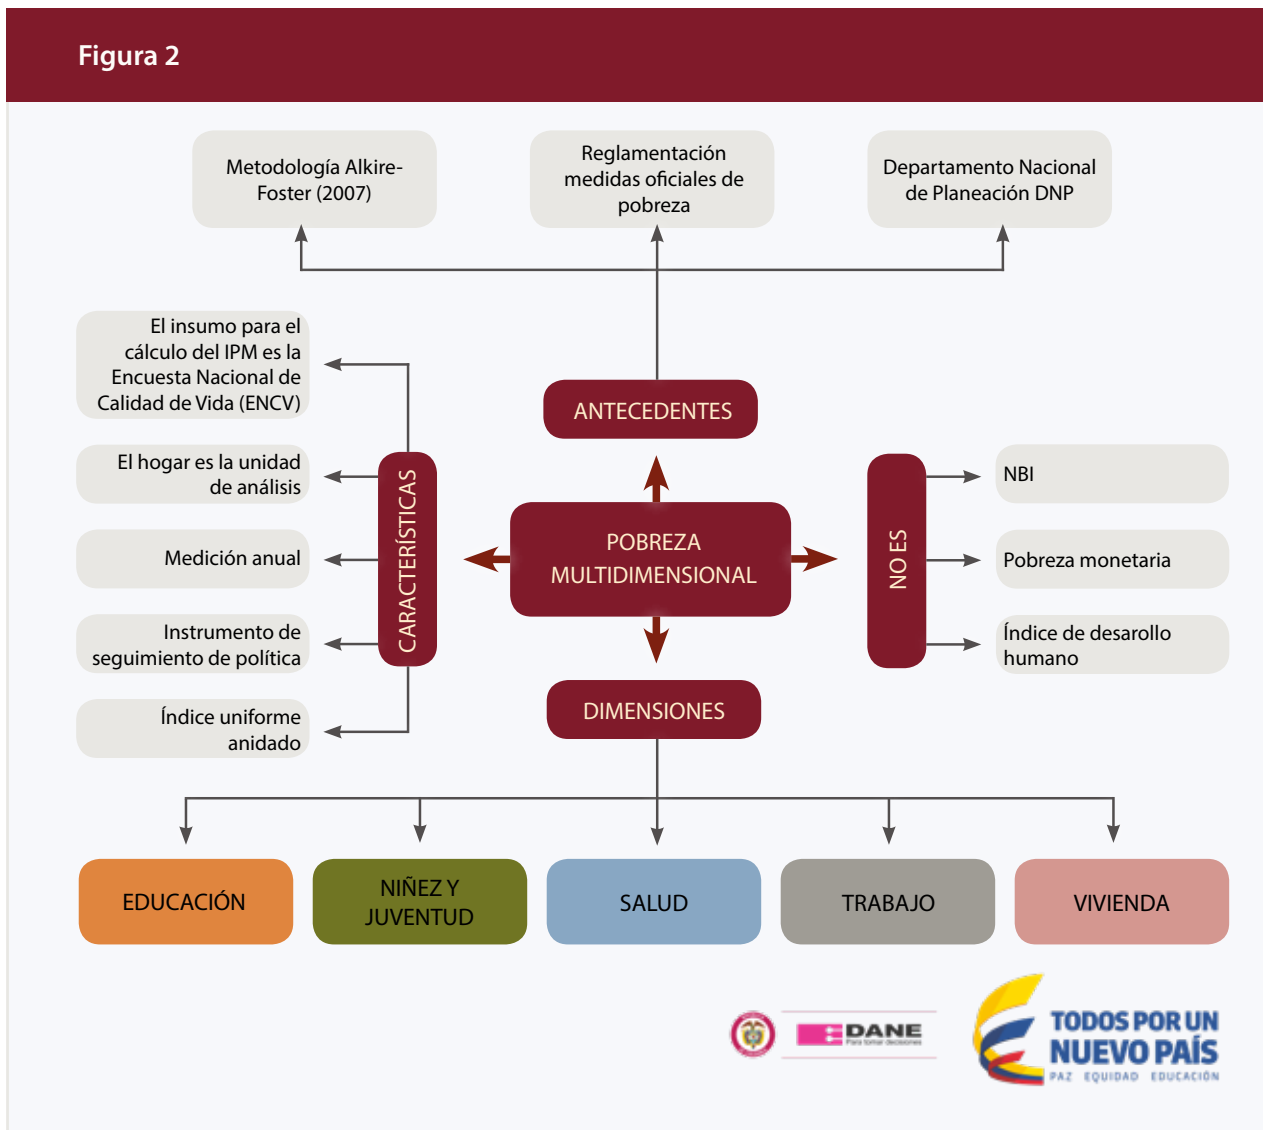 Figura 2
Metodología Alkire-
Foster (2007)
Reglamentación
medidas oficiales de
pobreza
Departamento Nacional
de Planeación DNP
El insumo para el
cálculo del IPM es la
Encuesta Nacional de
Calidad de Vida (ENCV)
El hogar es la unidad
de análisis
Medición anual
Instrumento de
seguimiento de política
Índice uniforme
anidado
CARACTERÍSTICAS
ANTECEDENTES
POBREZA
MULTIDIMENSIONAL
DIMENSIONES
NO ES
NBI
Pobreza monetaria
Índice de desarollo
humano
EDUCACIÓN
NIÑEZ Y
JUVENTUD
SALUD
TRABAJO
VIVIENDA
DANE
Para tomar decisiones
TODOS POR UN
NUEVO PAÍS
PAZ EQUIDAD EDUCACIÓN